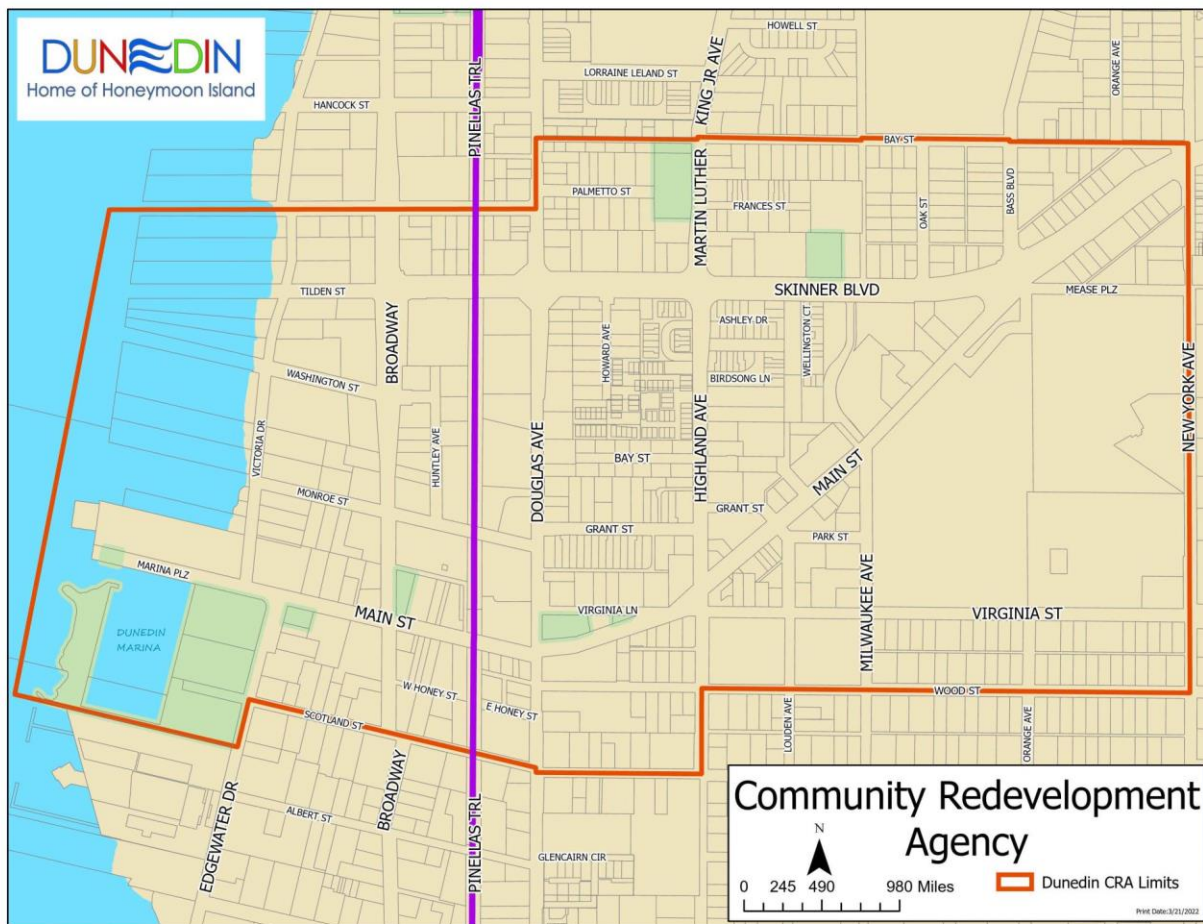 DUNEDIN
Home of Honeymoon Island
HOWELL ST
ORANGE AVE
LORRAINE LELAND ST
KING JR AVE
HANCOCK ST
PINELLAS TRL
BAY ST
MARTIN LUTHER
PALMETTO ST
FRANCES ST
OAK ST
BASS BLVD
TILDEN ST
SKINNER BLVD
MEASE PLZ
BROADWAY
ASHLEY DR
HOWARD AVE
WELLINGTON CT
WASHINGTON ST
BIRDSONG LN
NEW YORK AVE
VICTORIA DR
HUNTLEY AVE
DOUGLAS AVE
BAY ST
HIGHLAND AVE
MAIN ST
MONROE ST
GRANT ST
GRANT ST
PARK ST
MARINA PLZ
MAIN ST
VIRGINIA LN
MILWAUKEE AVE
VIRGINIA ST
DUNEDIN
MARINA
W HONEY ST
E HONEY ST
WOOD ST
SCOTLAND ST
LOUDEN AVE
ORANGE AVE
EDGEWATER DR
BROADWAY
ALBERT ST
PINELLAS TRL
GLENCAIRN CIR
Community Redevelopment
Agency
N
0 245 490 980 Miles
Dunedin CRA Limits
Print Date:3/21/2022